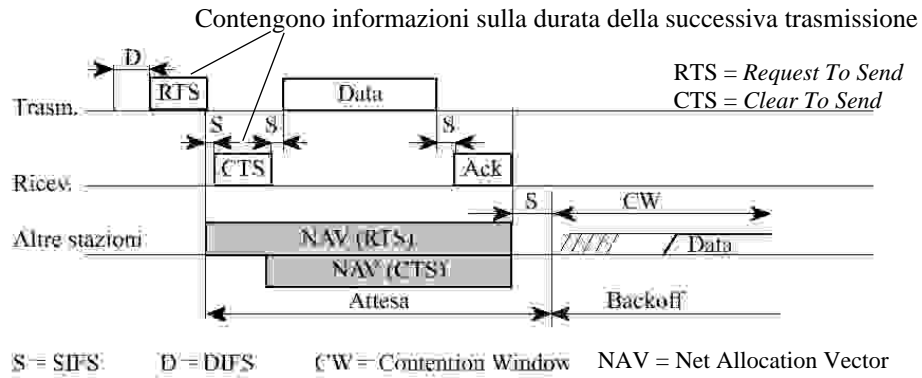 Contengono informazioni sulla durata della successiva trasmissione
D
RTS
Data
RTS = Request To Send
CTS = Clear To Send
Trasm.
S
S
S
CTS
Ack
Ricev.
S
CW
Altre stazioni
NAV (RTS)
Data
NAV (CTS)
Attesa
Backoff
S = SIFS
D = DIFS
CW = Contention Window
NAV = Net Allocation Vector